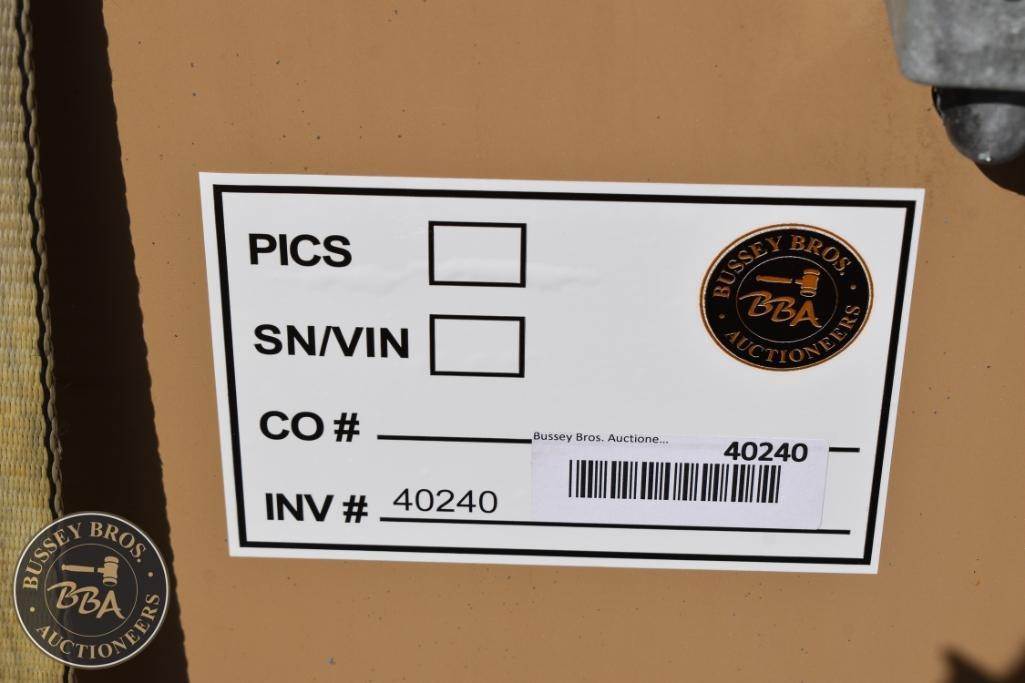 PICS
BUSSEY BROS.
BBA
AUCTIONEERS
SN/VIN
CO #
Bussey Bros. Auctione...
40240
INV # 40240
BUSSEY BROS.
BBA
AUCTIONEERS